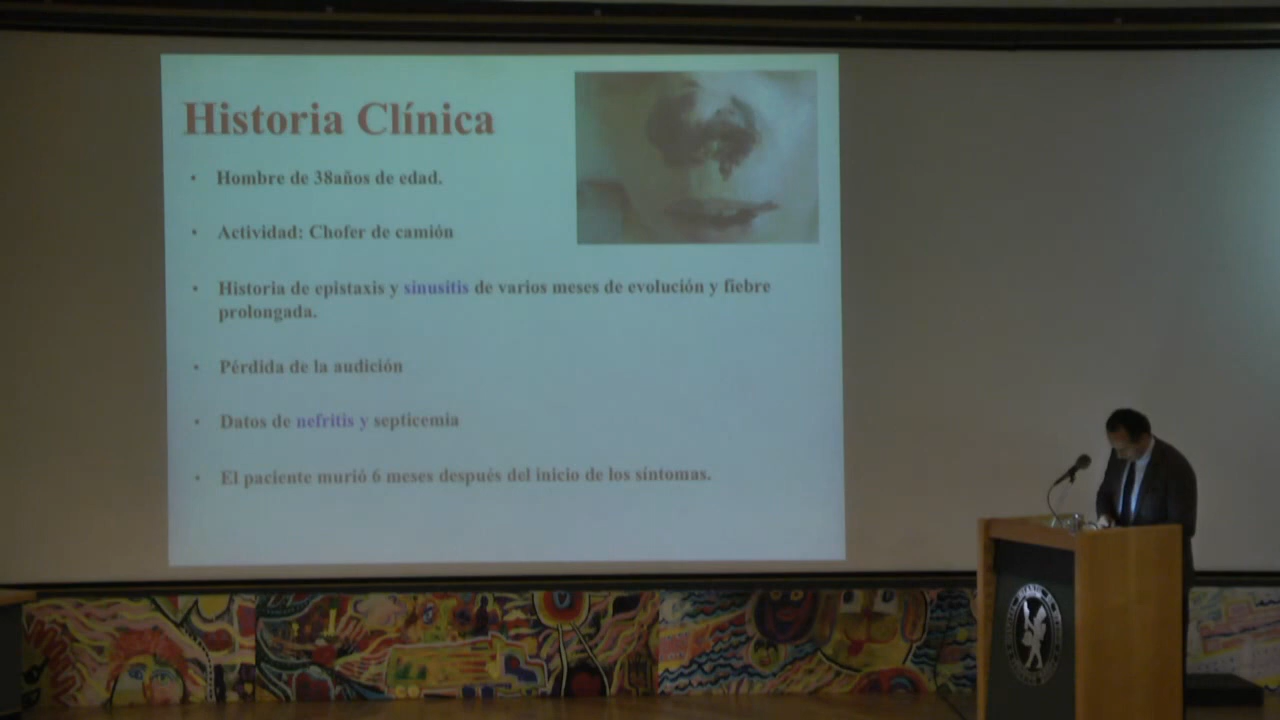 Historia Clínica
• Hombre de 38años de edad.
• Actividad: Chofer de camión
• Historia de epistaxis y sinusitis de varios meses de evolución y fiebre
prolongada.
• Pérdida de la audición
• Datos de nefritis y septicemia
• El paciente murió 6 meses después del inicio de los síntomas.